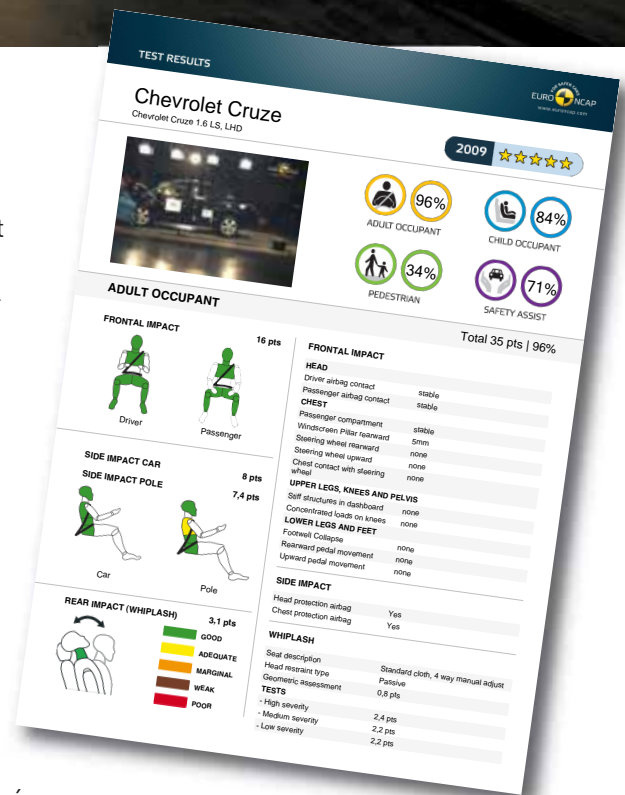 TEST RESULTS
FOR SAFER CARS
EURO NCAP
www.euroncap.com
Chevrolet Cruze
Chevrolet Cruze 1.6 LS, LHD
2009
96%
ADULT OCCUPANT
84%
CHILD OCCUPANT
34%
PEDESTRIAN
71%
SAFETY ASSIST
ADULT OCCUPANT
Total 35 pts | 96%
FRONTAL IMPACT
16 pts
Driver
Passenger
SIDE IMPACT CAR
8 pts
SIDE IMPACT POLE
7,4 pts
Car
Pole
REAR IMPACT (WHIPLASH)
3,1 pts
GOOD
ADEQUATE
MARGINAL
WEAK
POOR
FRONTAL IMPACT
HEAD
Driver airbag contact stable
Passenger airbag contact stable
CHEST
Passenger compartment stable
Windscreen Pillar rearward 5mm
Steering wheel rearward none
Steering wheel upward none
Chest contact with steering
wheel none
UPPER LEGS, KNEES AND PELVIS
Stiff structures in dashboard none
Concentrated loads on knees none
LOWER LEGS AND FEET
Footwell Collapse none
Rearward pedal movement none
Upward pedal movement none
SIDE IMPACT
Head protection airbag Yes
Chest protection airbag Yes
WHIPLASH
Seat description Standard cloth, 4 way manual adjust
Head restraint type Passive
Geometric assessment 0,8 pts
TESTS
- High severity 2,4 pts
- Medium severity 2,2 pts
- Low severity 2,2 pts